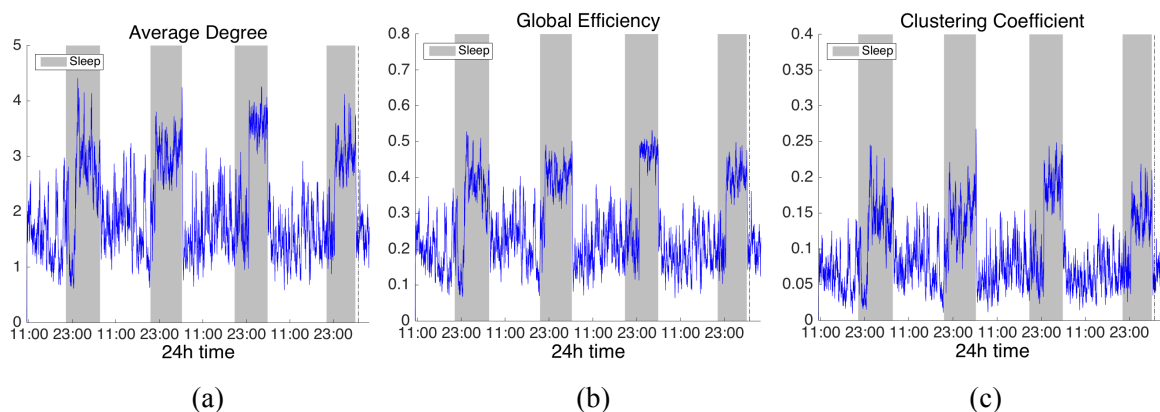 Average Degree
5
4
3
2
1
0
Sleep
11:00 23:00 11:00 23:00 11:00 23:00 11:00 23:00
24h time
(a)
Global Efficiency
0.8
0.7
0.6
0.5
0.4
0.3
0.2
0.1
0
Sleep
11:00 23:00 11:00 23:00 11:00 23:00 11:00 23:00
24h time
(b)
Clustering Coefficient
0.4
0.35
0.3
0.25
0.2
0.15
0.1
0.05
0
Sleep
11:00 23:00 11:00 23:00 11:00 23:00 11:00 23:00
24h time
(c)